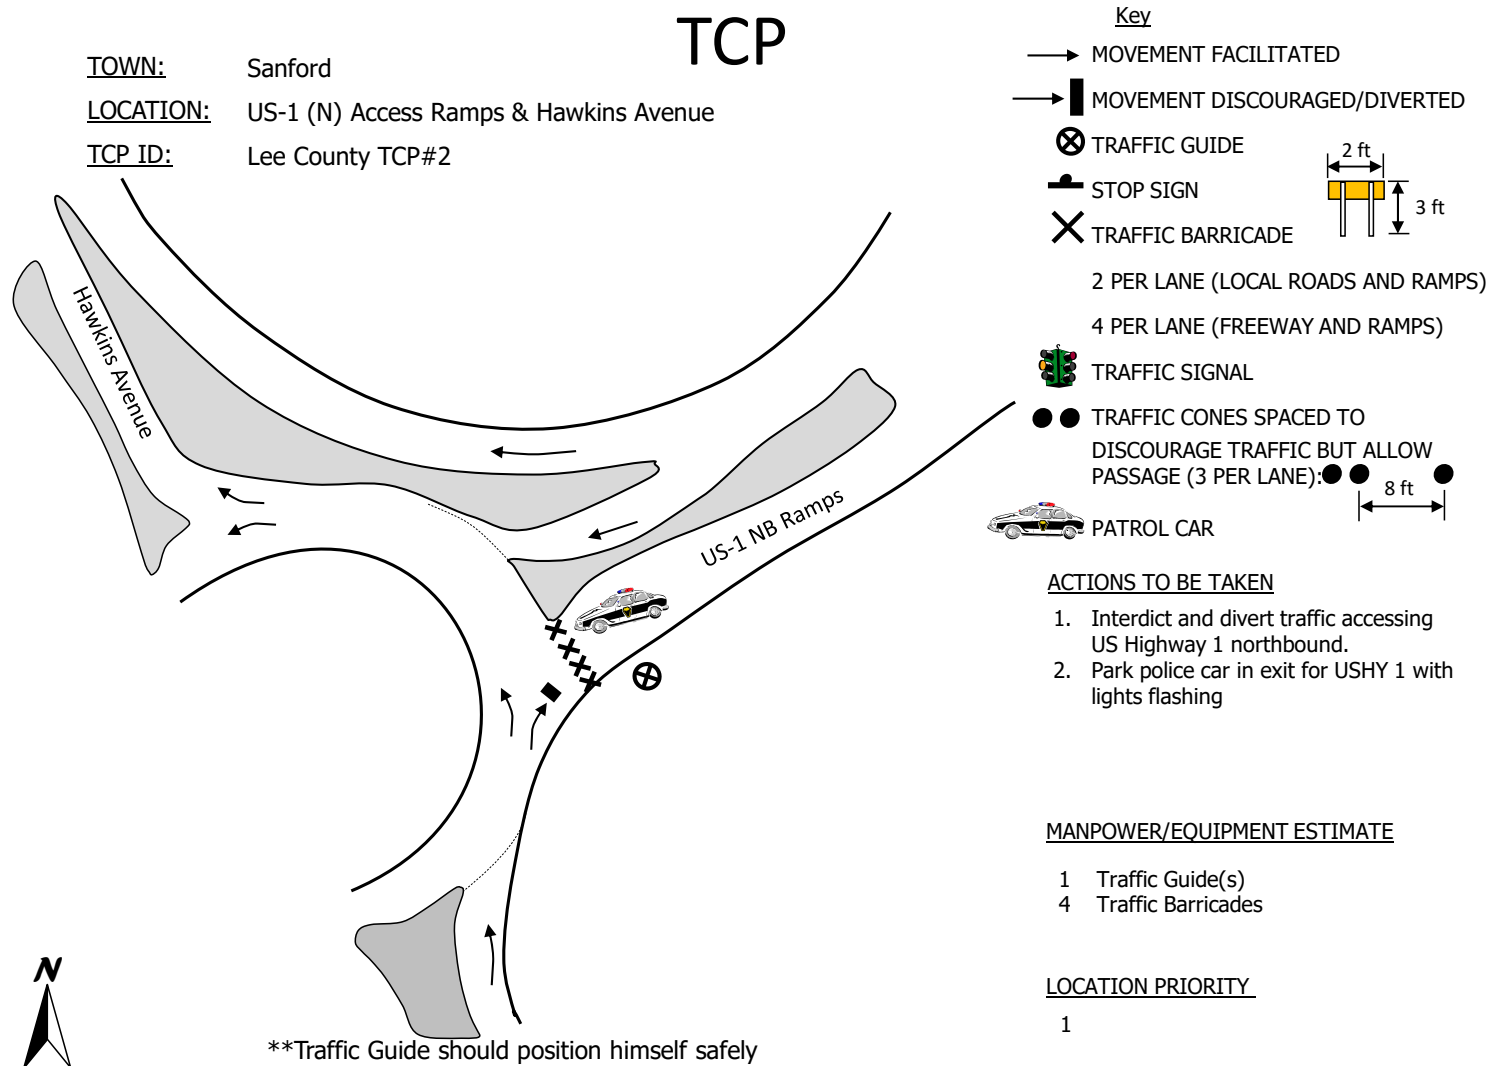 TCP
TOWN: Sanford
LOCATION: US-1 (N) Access Ramps & Hawkins Avenue
TCP ID: Lee County TCP#2
Hawkins Avenue
US-1 NB Ramps
N
**Traffic Guide should position himself safely
Key
MOVEMENT FACILITATED
MOVEMENT DISCOURAGED/DIVERTED
TRAFFIC GUIDE
STOP SIGN
TRAFFIC BARRICADE
2 ft
3 ft
2 PER LANE (LOCAL ROADS AND RAMPS)
4 PER LANE (FREEWAY AND RAMPS)
TRAFFIC SIGNAL
TRAFFIC CONES SPACED TO
DISCOURAGE TRAFFIC BUT ALLOW
PASSAGE (3 PER LANE):
8 ft
PATROL CAR
ACTIONS TO BE TAKEN
1. Interdict and divert traffic accessing
US Highway 1 northbound.
2. Park police car in exit for USHY 1 with
lights flashing
MANPOWER/EQUIPMENT ESTIMATE
1 Traffic Guide(s)
4 Traffic Barricades
LOCATION PRIORITY
1